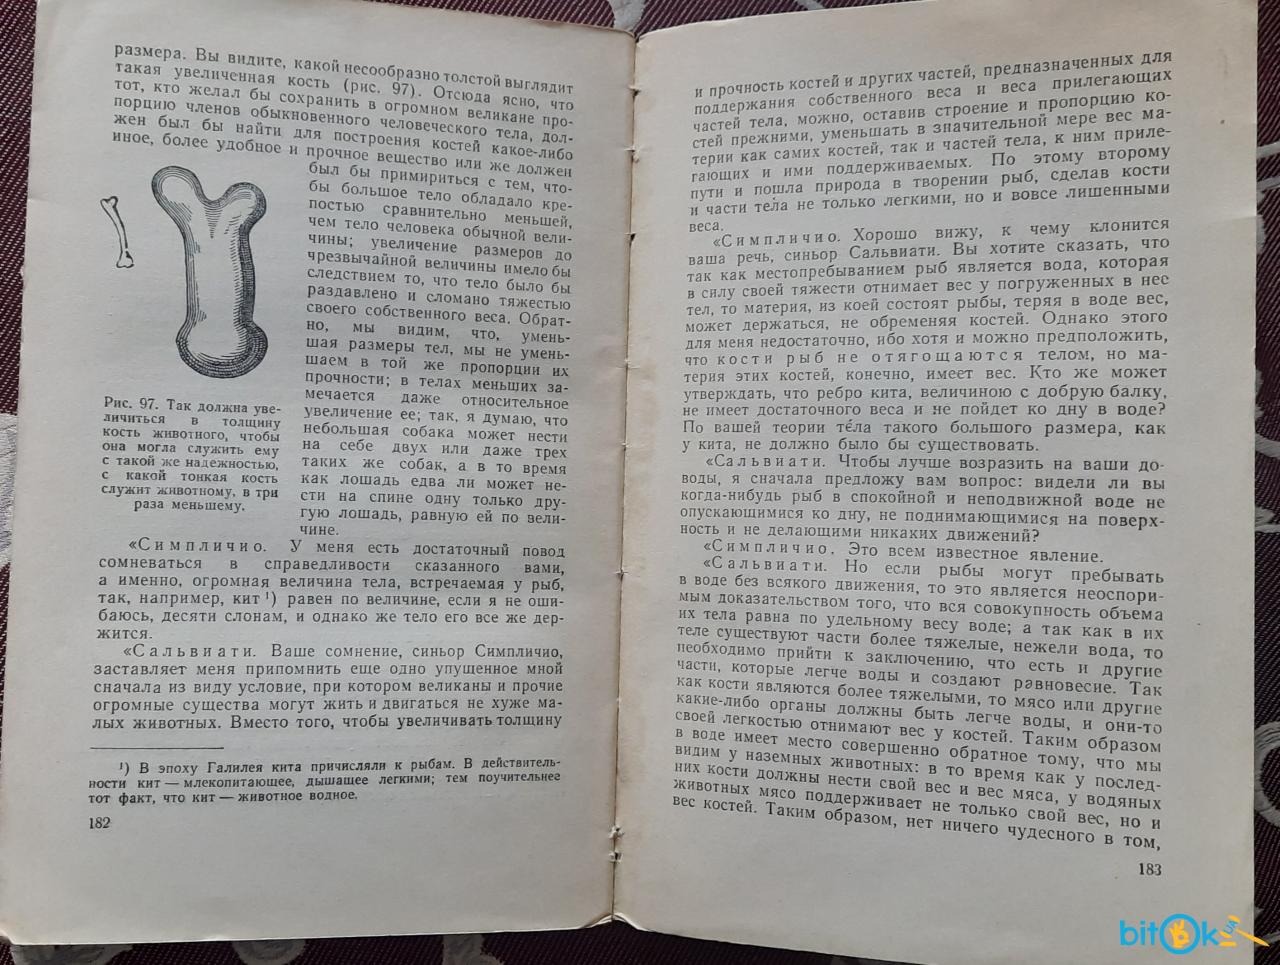 размера. Вы видите, какой несообразно толстой выглядит
такая увеличенная кость (рис. 97). Отсюда ясно, что
тот, кто желал бы сохранить в огромном великане про-
порцию членов обыкновенного человеческого тела, дол-
жен был бы найти для построения костей какое-либо
иное, более удобное и прочное вещество или же должен
был бы примириться с тем, что-
бы большое тело обладало кре-
постью сравнительно меньшей,
чем тело человека обычной вели-
чины; увеличение размеров до
чрезвычайной величины имело бы
следствием то, что тело было бы
раздавлено и сломано тяжестью
своего собственного веса. Обрат-
но, мы видим, что, умень-
шая размеры тел, мы не умень-
шаем в той же пропорции их
прочности; в телах меньших за-
мечается даже относительное
увеличение ее; так, я думаю, что
небольшая собака может нести
на себе двух или даже трех
таких же собак, а в то время
как лошадь едва ли может не-
сти на спине одну только дру-
гую лошадь, равную ей по вели-
чине.
Рис. 97. Так должна уве-
личиться в толщину
кость животного, чтобы
она могла служить ему
с такой же надежностью,
с какой тонкая кость
служит животному, в три
раза меньшему.
«Симпличио. У меня есть достаточный повод
сомневаться в справедливости сказанного вами,
а именно, огромная величина тела, встречаемая у рыб,
так, например, кит ¹) равен по величине, если я не оши-
баюсь, десяти слонам, и однако же тело его все же дер-
жится.
«Сальвиати. Ваше сомнение, синьор Симпличио,
заставляет меня припомнить еще одно упущенное мной
сначала из виду условие, при котором великаны и прочие
огромные существа могут жить и двигаться не хуже ма-
лых животных. Вместо того, чтобы увеличивать толщину
¹) В эпоху Галилея кита причисляли к рыбам. В действитель-
ности кит — млекопитающее, дышащее легкими; тем поучительнее
тот факт, что кит — животное водное.
182
и прочность костей и других частей, предназначенных для
поддержания собственного веса и веса прилегающих
частей тела, можно, оставив строение и пропорцию ко-
стей прежними, уменьшать в значительной мере вес ма-
терии как самих костей, так и частей тела, к ним приле-
гающих и ими поддерживаемых. По этому второму
пути и пошла природа в творении рыб, сделав кости
и части тела не только легкими, но и вовсе лишенными
веса.
«Симпличио. Хорошо вижу, к чему клонится
ваша речь, синьор Сальвиати. Вы хотите сказать, что
так как местопребыванием рыб является вода, которая
в силу своей тяжести отнимает вес у погруженных в нее
тел, то материя, из коей состоят рыбы, теряя в воде вес,
может держаться, не обременяя костей. Однако этого
для меня недостаточно, ибо хотя и можно предположить,
что кости рыб не отягощаются телом, но ма-
терия этих костей, конечно, имеет вес. Кто же может
утверждать, что ребро кита, величиною с добрую балку,
не имеет достаточного веса и не пойдет ко дну в воде?
По вашей теории те́ла такого большого размера, как
у кита, не должно было бы существовать.
«Сальвиати. Чтобы лучше возразить на ваши до-
воды, я сначала предложу вам вопрос: видели ли вы
когда-нибудь рыб в спокойной и неподвижной воде не
опускающимися ко дну, не поднимающимися на поверх-
ность и не делающими никаких движений?
«Симпличио. Это всем известное явление.
«Сальвиати. Но если рыбы могут пребывать
в воде без всякого движения, то это является неоспори-
мым доказательством того, что вся совокупность объема
их тела равна по удельному весу воде; а так как в их
теле существуют части более тяжелые, нежели вода, то
необходимо прийти к заключению, что есть и другие
части, которые легче воды и создают равновесие. Так
как кости являются более тяжелыми, то мясо или другие
какие-либо органы должны быть легче воды, и они-то
своей легкостью отнимают вес у костей. Таким образом
в воде имеет место совершенно обратное тому, что мы
видим у наземных животных: в то время как у послед-
них кости должны нести свой вес и вес мяса, у водяных
животных мясо поддерживает не только свой вес, но и
вес костей. Таким образом, нет ничего чудесного в том,
183
bitok
UA